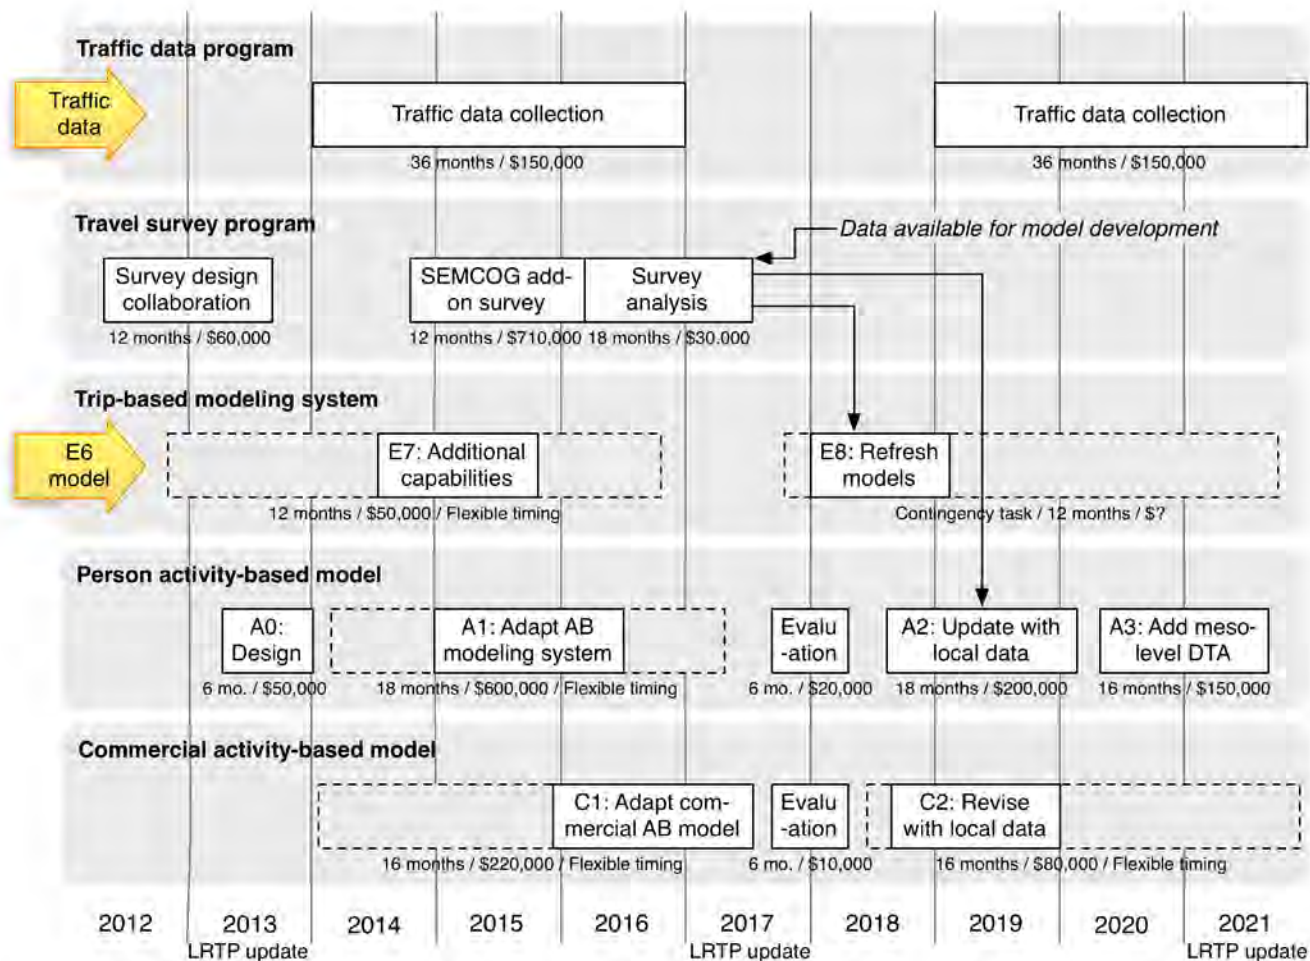 Traffic data program
Traffic
data
Traffic data collection
36 months / $150,000
Traffic data collection
36 months / $150,000
Travel survey program
Data available for model development
Survey design
collaboration
12 months / $60,000
SEMCOG add-
on survey
12 months / $710,000
Survey
analysis
18 months / $30.000
Trip-based modeling system
E6
model
E7: Additional
capabilities
12 months / $50,000 / Flexible timing
E8: Refresh
models
Contingency task / 12 months / $?
Person activity-based model
A0:
Design
6 mo. / $50,000
A1: Adapt AB
modeling system
18 months / $600,000 / Flexible timing
Evalu
-ation
6 mo. / $20,000
A2: Update with
local data
18 months / $200,000
A3: Add meso-
level DTA
16 months / $150,000
Commercial activity-based model
C1: Adapt com-
mercial AB model
16 months / $220,000 / Flexible timing
Evalu
-ation
6 mo. / $10,000
C2: Revise
with local data
16 months / $80,000 / Flexible timing
2012 2013 2014 2015 2016 2017 2018 2019 2020 2021
LRTP update LRTP update LRTP update